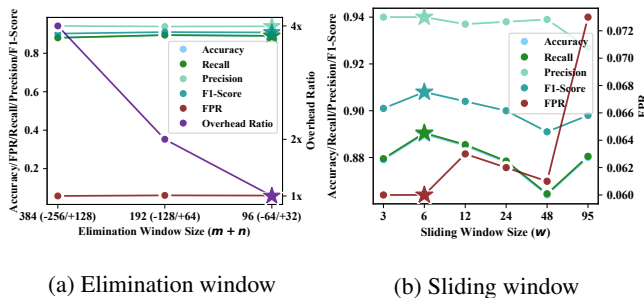 Accuracy/FPR/Recall/Precision/F1-Score
0.8
0.6
0.4
0.2
Accuracy
Recall
Precision
F1-Score
FPR
Overhead Ratio
4x
2x
1x
Overhead Ratio
384 (-256/+128) 192 (-128/+64) 96 (-64/+32)
Elimination Window Size (m + n)
(a) Elimination window
Accuracy/Recall/Precision/F1-Score
0.94
0.92
0.90
0.88
Accuracy
Recall
Precision
F1-Score
FPR
0.072
0.070
0.068
0.066
0.064
0.062
0.060
FPR
3 6 12 24 48 95
Sliding Window Size (w)
(b) Sliding window